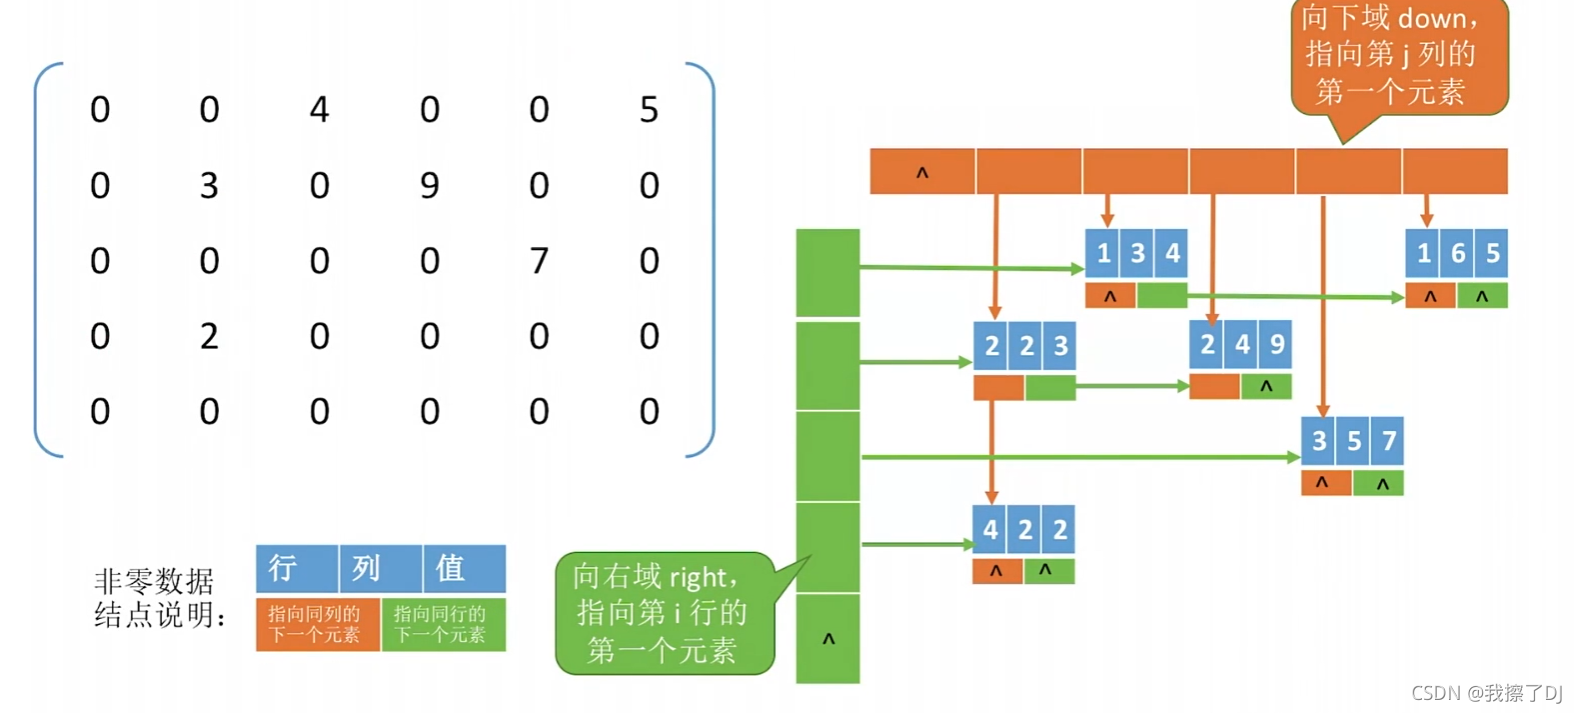 向下域 down，
指向第 j 列的
第一个元素
0 0 4 0 0 5
0 3 0 9 0 0
0 0 0 0 7 0
0 2 0 0 0 0
0 0 0 0 0 0
^
1 3 4
^
1 6 5
^ ^
2 2 3
2 4 9
^
3 5 7
^ ^
4 2 2
^ ^
^
向右域 right，
指向第 i 行的
第一个元素
非零数据
结点说明：
行 列 值
指向同列的
下一个元素
指向同行的
下一个元素
CSDN @我擦了DJ